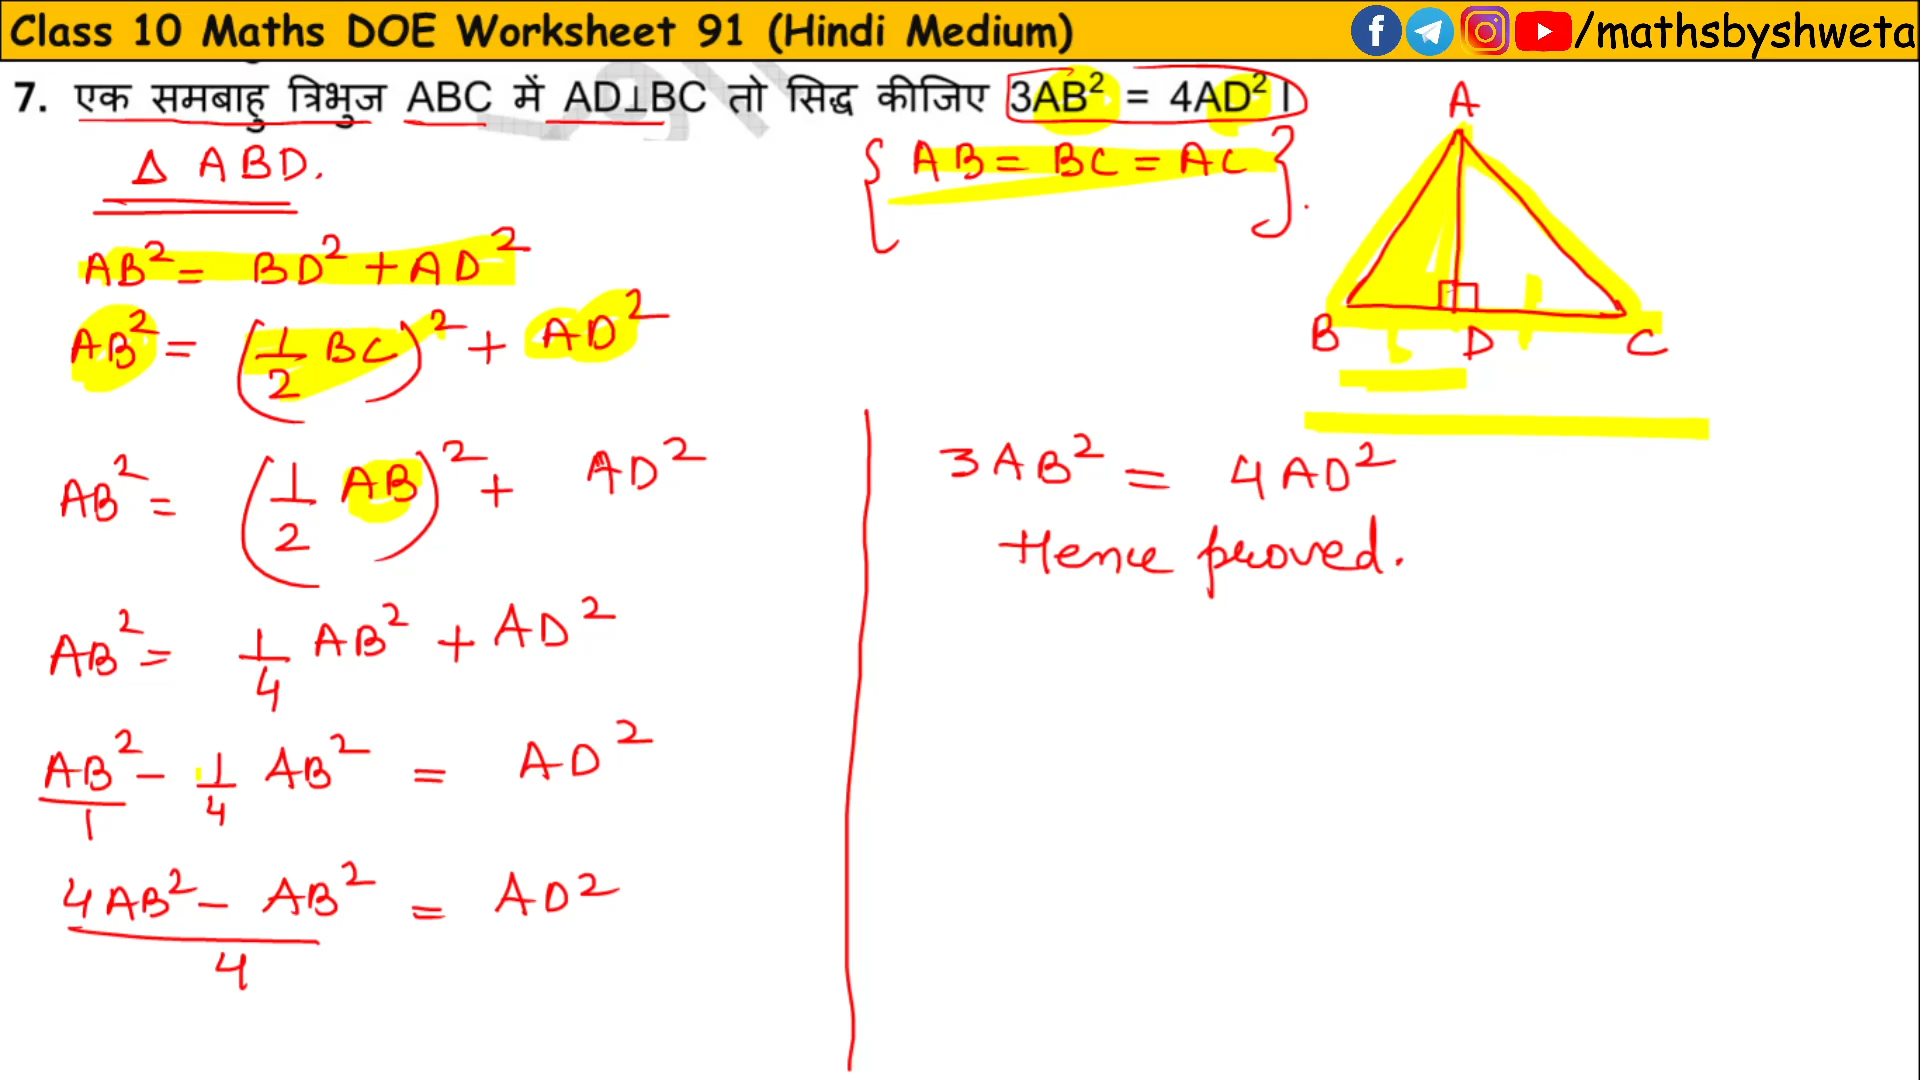 Class 10 Maths DOE Worksheet 91 (Hindi Medium) /mathsbyshweta
7. एक समबाहु त्रिभुज ABC में AD⊥BC तो सिद्ध कीजिए 3AB² = 4AD²।
Δ ABD.
{ AB = BC = AC }.
AB² = BD² + AD²
AB² = (1/2 BC)² + AD²
AB² = (1/2 AB)² + AD²
AB² = 1/4 AB² + AD²
AB²/1 - 1/4 AB² = AD²
(4AB² - AB²)/4 = AD²
A
B D C
3AB² = 4AD²
Hence proved.